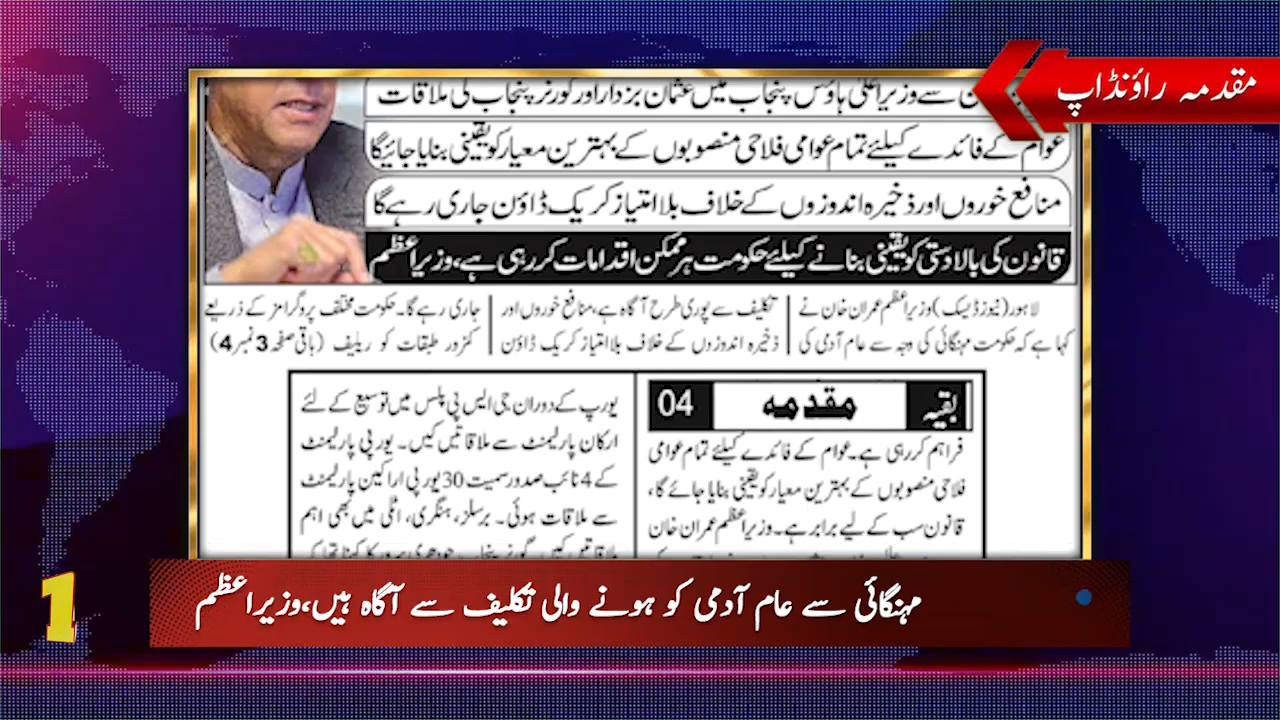 مقدمہ راؤنڈاپ
سے وزیراعلیٰ ہاؤس پنجاب میں عثمان بزدار اور گورنر پنجاب کی ملاقات
عوام کے فائدے کیلئے تمام عوامی فلاحی منصوبوں کے بہترین معیار کو یقینی بنایا جائیگا
منافع خوروں اور ذخیرہ اندوزوں کے خلاف بلا امتیاز کریک ڈاؤن جاری رہے گا
قانون کی بالادستی کو یقینی بنانے کیلئے حکومت ہر ممکن اقدامات کر رہی ہے، وزیراعظم
لاہور (نیوز ڈیسک) وزیراعظم عمران خان نے
کہا ہے کہ حکومت مہنگائی کی وجہ سے عام آدمی کی
تکلیف سے پوری طرح آگاہ ہے، منافع خوروں اور
ذخیرہ اندوزوں کے خلاف بلا امتیاز کریک ڈاؤن
جاری رہے گا۔ حکومت مختلف پروگرامز کے ذریعے
کمزور طبقات کو ریلیف (باقی صفحہ 3 نمبر 4)
بقیہ مقدمہ 04
فراہم کر رہی ہے۔ عوام کے فائدے کیلئے تمام عوامی
فلاحی منصوبوں کے بہترین معیار کو یقینی بنایا جائے گا،
قانون سب کے لیے برابر ہے۔ وزیراعظم عمران خان
یورپ کے دوران جی ایس پی پلس میں توسیع کے لئے
ارکان پارلیمنٹ سے ملاقاتیں کیں۔ یورپی پارلیمنٹ
کے 4 نائب صدور سمیت 30 یورپی اراکین پارلیمنٹ
سے ملاقات ہوئی۔ برسلز، ہنگری، اٹلی میں بھی اہم
ملاقاتیں کیں۔ گورنر پنجاب چودھری سرور کا کہنا تھا کہ
1
مہنگائی سے عام آدمی کو ہونے والی تکلیف سے آگاہ ہیں، وزیراعظم